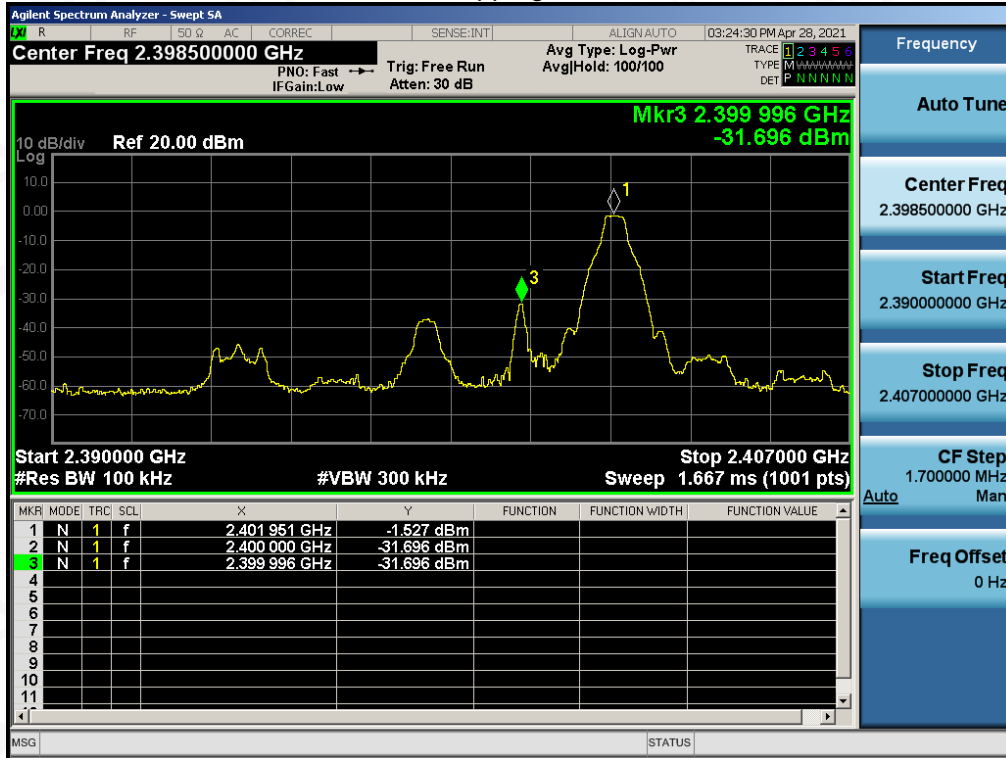 Agilent Spectrum Analyzer - Swept SA
LXI R RF 50 Ω AC CORREC SENSE:INT ALIGN AUTO 03:24:30 PM Apr 28, 2021
Center Freq 2.398500000 GHz
PNO: Fast
IFGain:Low
Trig: Free Run
Atten: 30 dB
Avg Type: Log-Pwr
Avg|Hold: 100/100
TRACE 1 2 3 4 5 6
TYPE M
DET P N N N N N
Mkr3 2.399 996 GHz
-31.696 dBm
10 dB/div Ref 20.00 dBm
Log
10.0
0.00
-10.0
-20.0
-30.0
-40.0
-50.0
-60.0
-70.0
1
3
Start 2.390000 GHz Stop 2.407000 GHz
#Res BW 100 kHz #VBW 300 kHz Sweep 1.667 ms (1001 pts)
MKR MODE TRC SCL X Y FUNCTION FUNCTION WIDTH FUNCTION VALUE
1 N 1 f 2.401 951 GHz -1.527 dBm
2 N 1 f 2.400 000 GHz -31.696 dBm
3 N 1 f 2.399 996 GHz -31.696 dBm
4
5
6
7
8
9
10
11
MSG STATUS
Frequency
Auto Tune
Center Freq
2.398500000 GHz
Start Freq
2.390000000 GHz
Stop Freq
2.407000000 GHz
CF Step
1.700000 MHz
Auto Man
Freq Offset
0 Hz